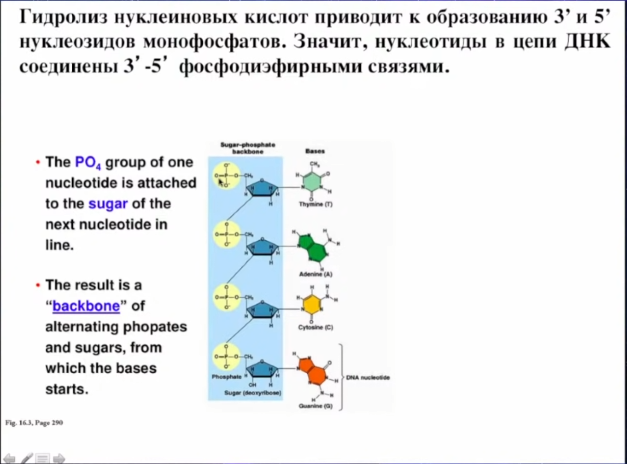 Гидролиз нуклеиновых кислот приводит к образованию 3’ и 5’
нуклеозидов монофосфатов. Значит, нуклеотиды в цепи ДНК
соединены 3’-5’ фосфодиэфирными связями.
• The PO4 group of one
nucleotide is attached
to the sugar of the
next nucleotide in
line.
• The result is a
“backbone” of
alternating phopates
and sugars, from
which the bases
starts.
Sugar-phosphate
backbone
Bases
Thymine (T)
Adenine (A)
Cytosine (C)
Phosphate
Sugar (deoxyribose)
DNA nucleotide
Guanine (G)
Fig. 16.3, Page 290